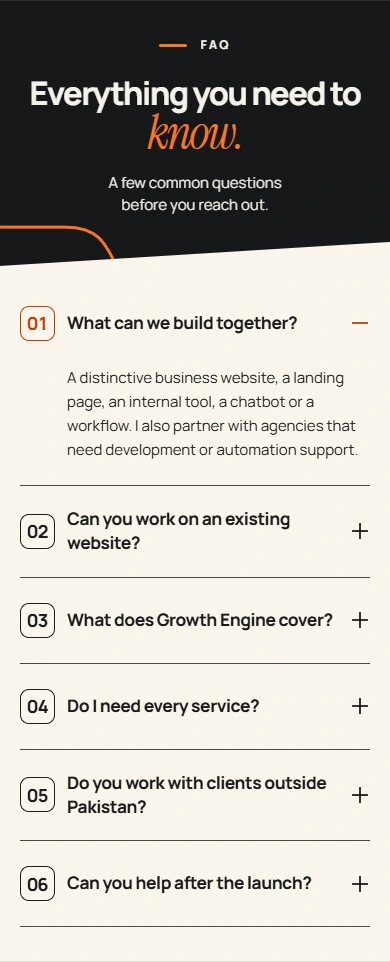 FAQ
Everything you need to
know.
A few common questions
before you reach out.
01 What can we build together?
A distinctive business website, a landing
page, an internal tool, a chatbot or a
workflow. I also partner with agencies that
need development or automation support.
02 Can you work on an existing
website?
03 What does Growth Engine cover?
04 Do I need every service?
05 Do you work with clients outside
Pakistan?
06 Can you help after the launch?